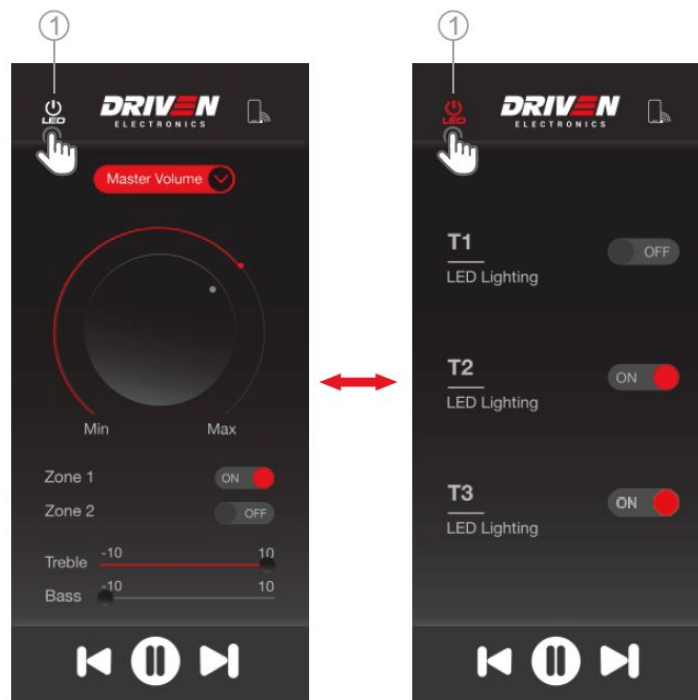 1
LED
DRIVEN
ELECTRONICS
Master Volume
Min Max
Zone 1 ON
Zone 2 OFF
Treble -10 10
Bass -10 10
1
LED
DRIVEN
ELECTRONICS
T1
LED Lighting
OFF
T2
LED Lighting
ON
T3
LED Lighting
ON